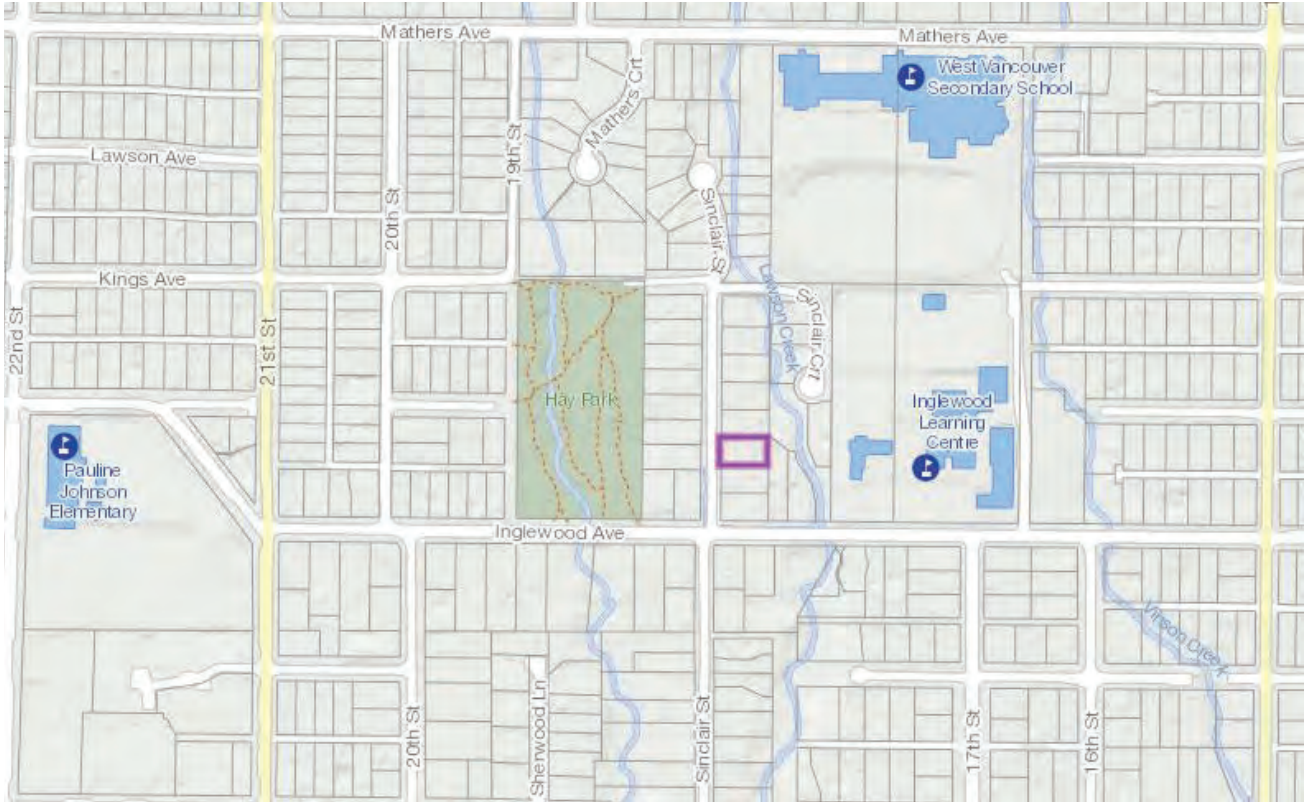 Mathers Ave
Mathers Ave
West Vancouver
Secondary School
Mathers Crt
19th St
Lawson Ave
20th St
Sinclair St
Kings Ave
Lawson Creek
Sinclair Crt
22nd St
21st St
Hay Park
Inglewood
Learning
Centre
Pauline
Johnson
Elementary
Inglewood Ave
Vinson Creek
20th St
Sherwood Ln
Sinclair St
17th St
16th St